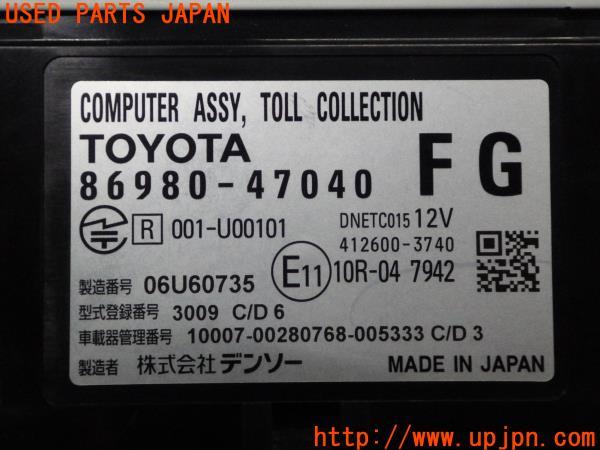 USED PARTS JAPAN
COMPUTER ASSY, TOLL COLLECTION
TOYOTA
86980-47040 FG
R 001-U00101 DNETC015 12V
412600-3740
E11 10R-04 7942
製造番号 06U60735
型式登録番号 3009 C/D 6
車載器管理番号 10007-00280768-005333 C/D 3
製造者 株式会社デンソー MADE IN JAPAN
http://www.upjpn.com/